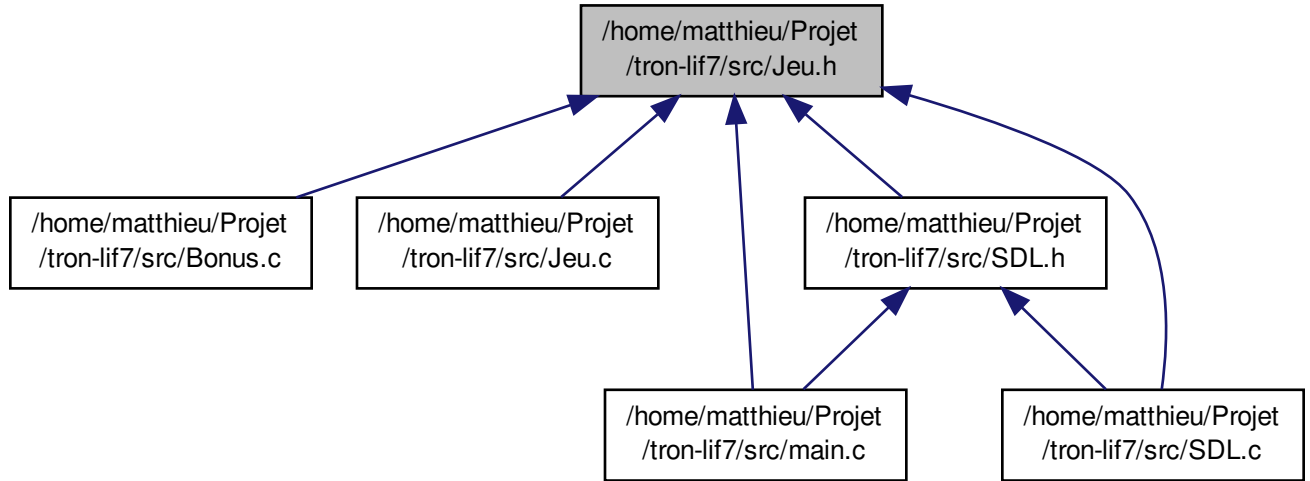 /home/matthieu/Projet
/tron-lif7/src/Jeu.h
/home/matthieu/Projet
/tron-lif7/src/Bonus.c
/home/matthieu/Projet
/tron-lif7/src/Jeu.c
/home/matthieu/Projet
/tron-lif7/src/SDL.h
/home/matthieu/Projet
/tron-lif7/src/main.c
/home/matthieu/Projet
/tron-lif7/src/SDL.c